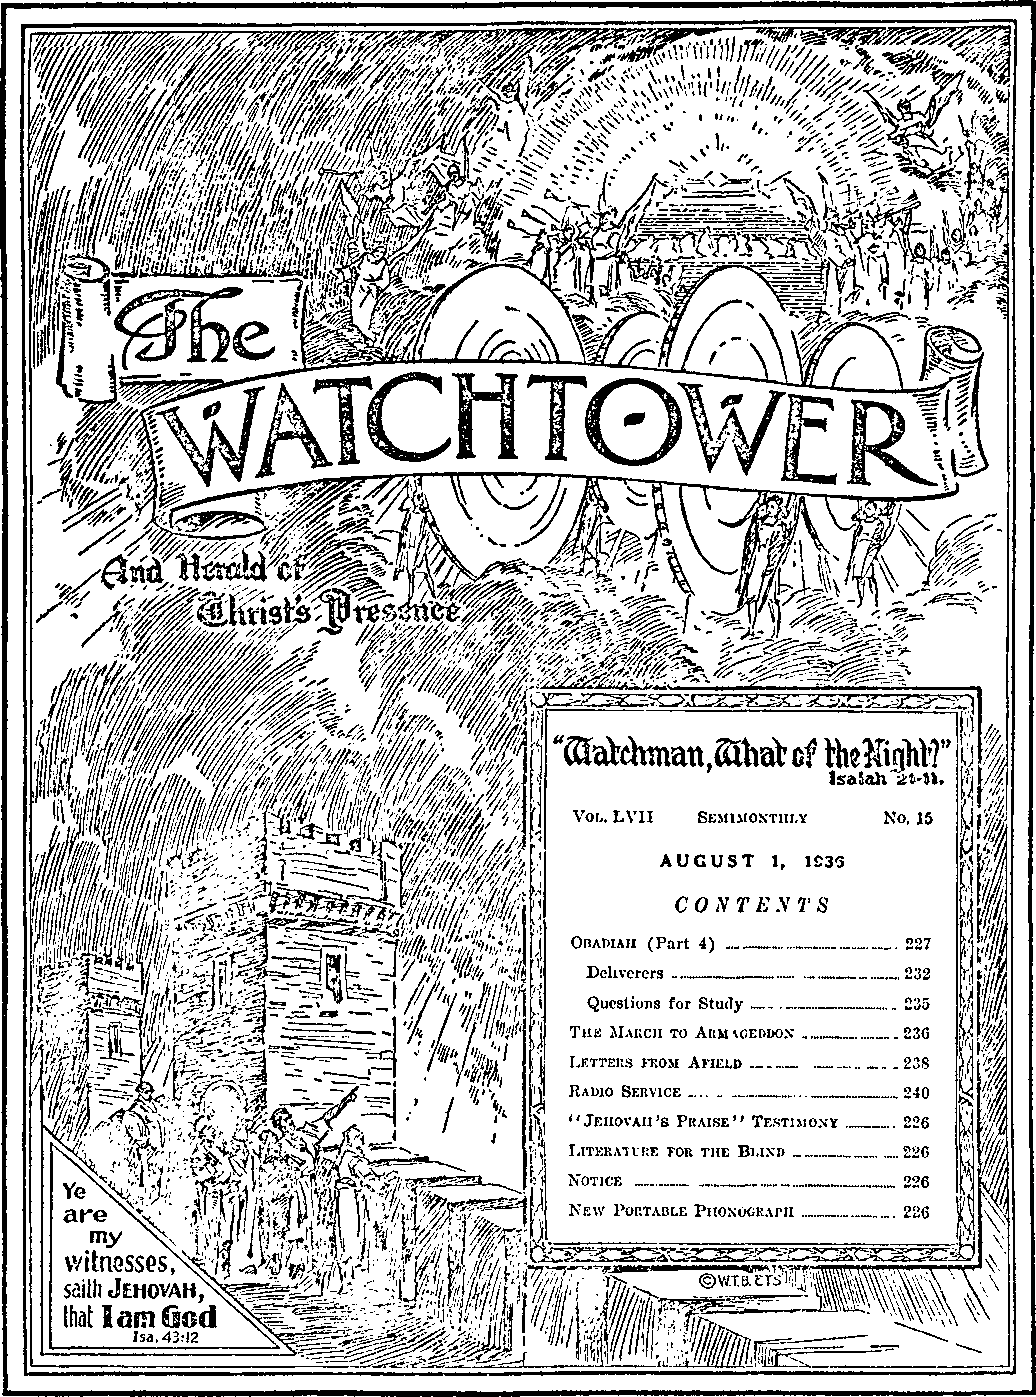 The
WATCHTOWER
And Herald of
Christ's Presence
"Watchman, What of the Night?"
Isaiah 21-11.
VOL. LVII SEMIMONTHLY No. 15
AUGUST 1, 1936
CONTENTS
OBADIAH (Part 4) 227
Deliverers 232
Questions for Study 235
THE MARCH TO ARMAGEDDON 236
LETTERS FROM AFIELD 238
RADIO SERVICE 240
"JEHOVAH'S PRAISE" TESTIMONY 226
LITERATURE FOR THE BLIND 226
NOTICE 226
NEW PORTABLE PHONOGRAPH 226
©W.T.B.ETS
Ye
are
my
witnesses,
saith JEHOVAH,
that I am God
Isa. 43:12